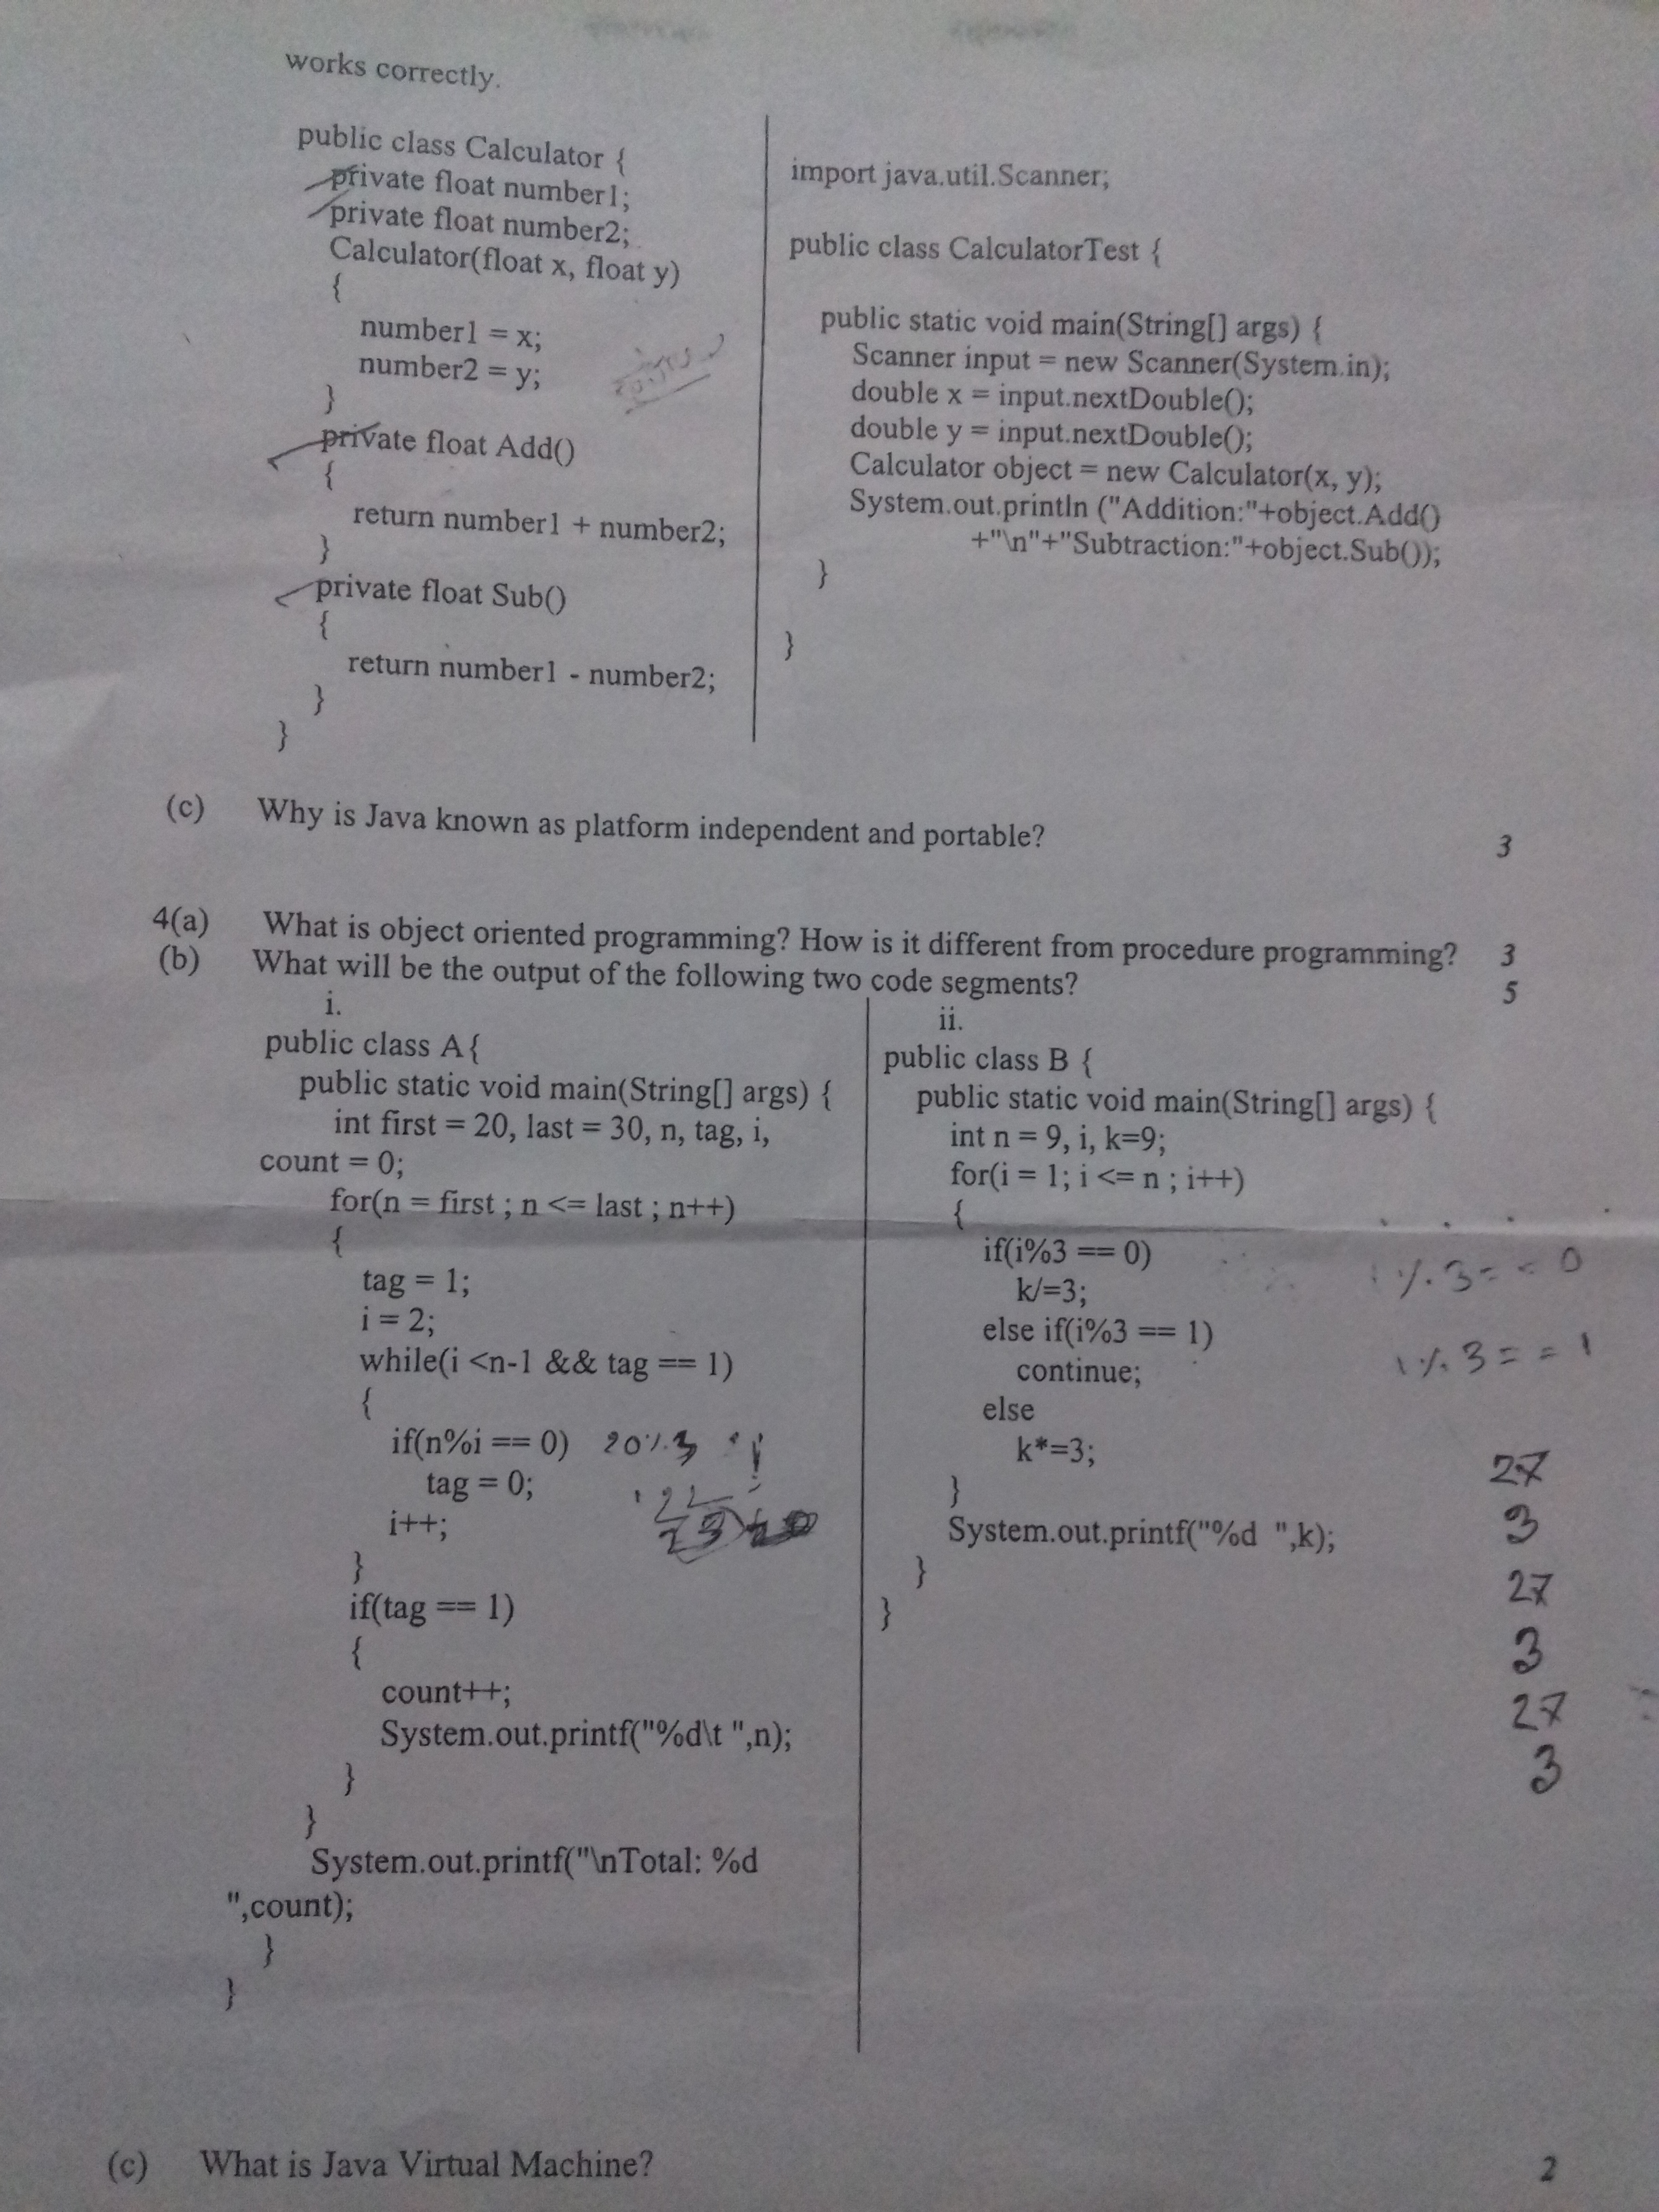 works correctly.
public class Calculator {
private float number1;
private float number2;
Calculator(float x, float y)
{
number1 = x;
number2 = y;
}
private float Add()
{
return number1 + number2;
}
private float Sub()
{
return number1 - number2;
}
}
import java.util.Scanner;
public class CalculatorTest {
public static void main(String[] args) {
Scanner input = new Scanner(System.in);
double x = input.nextDouble();
double y = input.nextDouble();
Calculator object = new Calculator(x, y);
System.out.println ("Addition:"+object.Add()
+"\n"+"Subtraction:"+object.Sub());
}
}
(c) Why is Java known as platform independent and portable? 3
4(a) What is object oriented programming? How is it different from procedure programming? 3
(b) What will be the output of the following two code segments? 5
i.
public class A{
public static void main(String[] args) {
int first = 20, last = 30, n, tag, i,
count = 0;
for(n = first ; n <= last ; n++)
{
tag = 1;
i = 2;
while(i <n-1 && tag == 1)
{
if(n%i == 0) 20%3
tag = 0;
i++;
}
if(tag == 1)
{
count++;
System.out.printf("%d\t ",n);
}
}
System.out.printf("\nTotal: %d
",count);
}
}
ii.
public class B {
public static void main(String[] args) {
int n = 9, i, k=9;
for(i = 1; i <= n ; i++)
{
if(i%3 == 0) 1%3 == 0
k/=3;
else if(i%3 == 1) 1%3 == 1
continue;
else
k*=3;
}
System.out.printf("%d ",k);
}
}
27
3
27
3
27
3
(c) What is Java Virtual Machine? 2